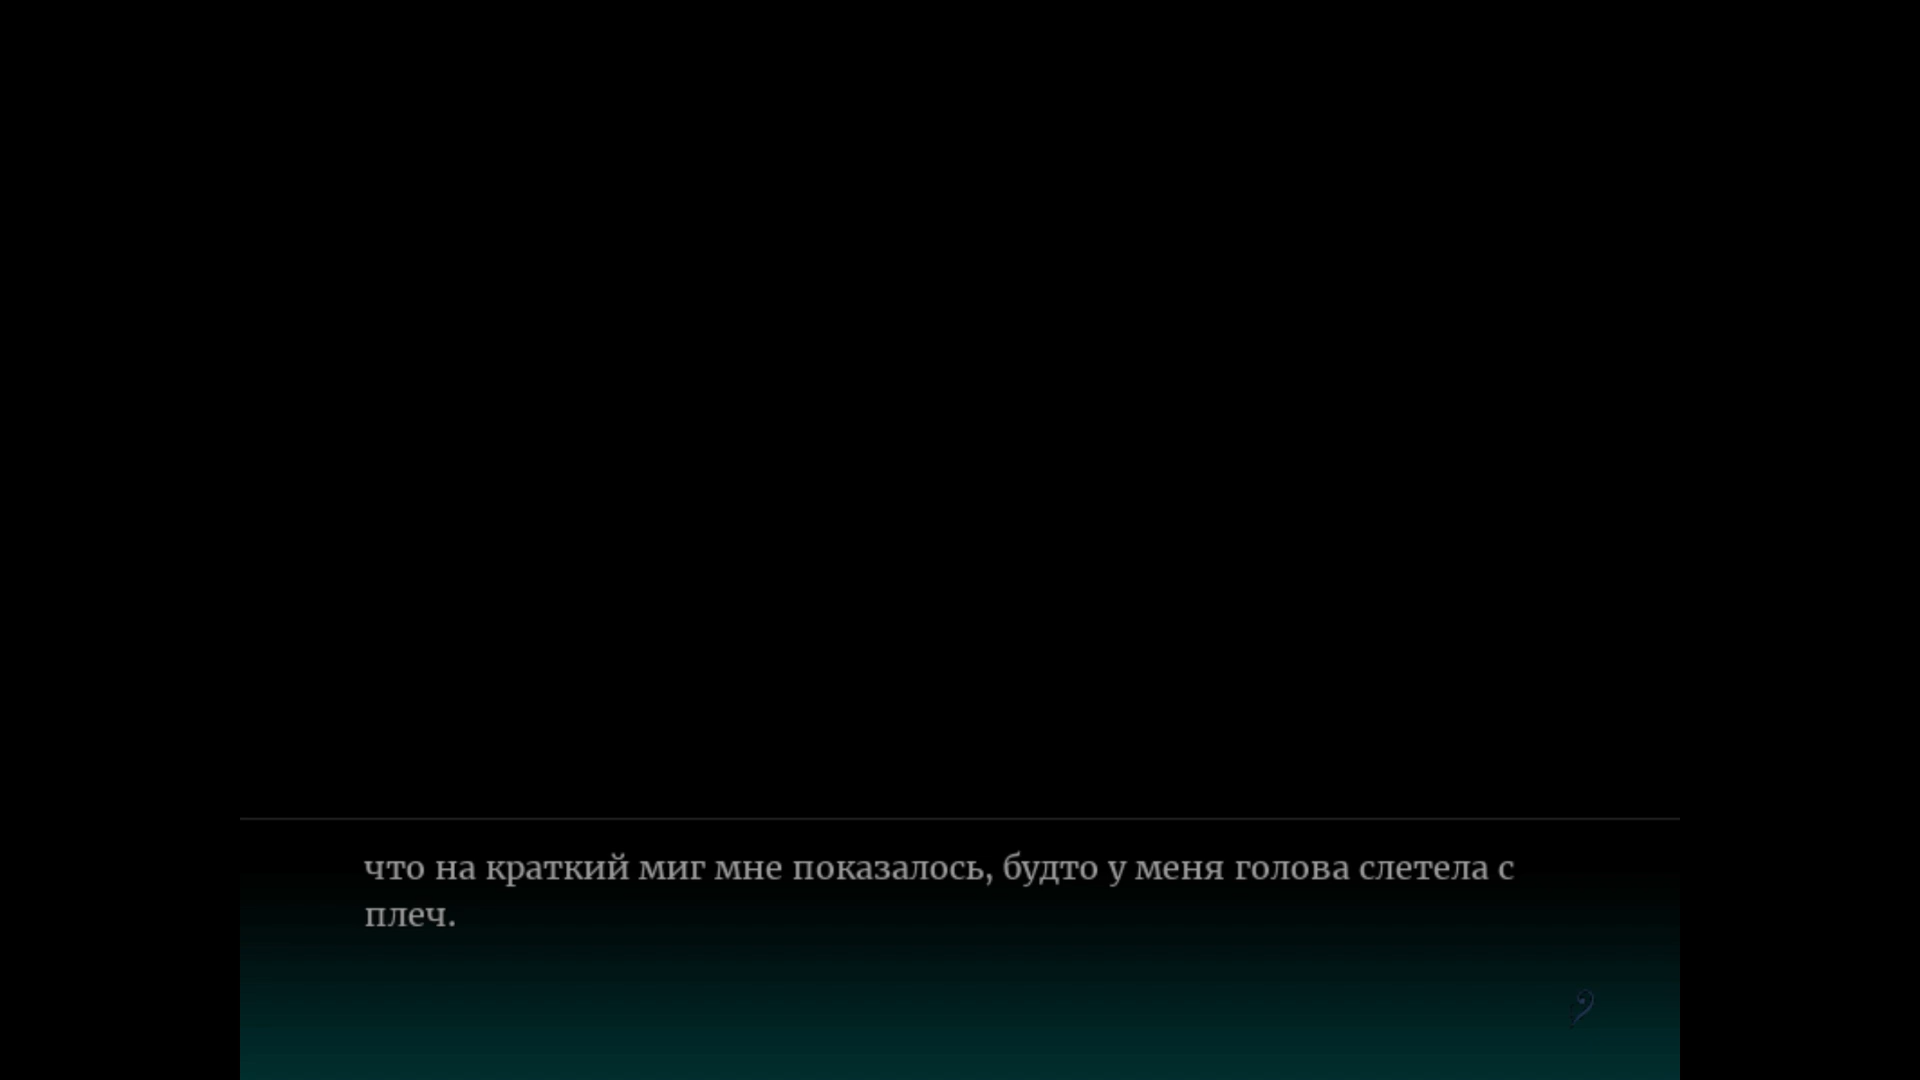 что на краткий миг мне показалось, будто у меня голова слетела с
плеч.